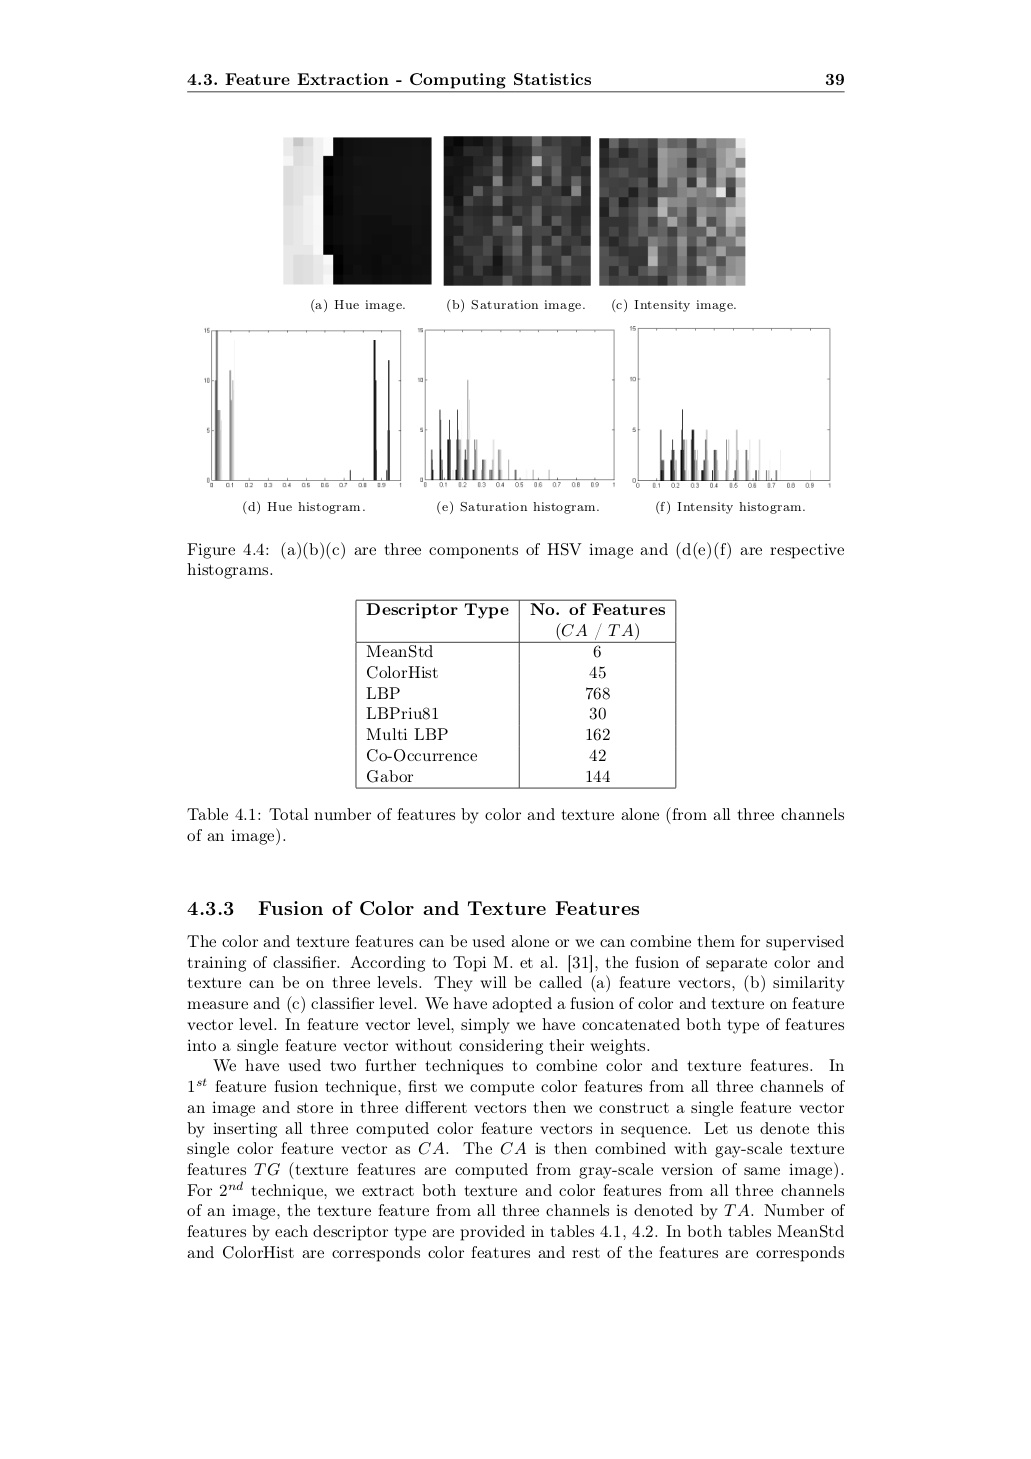 4.3. Feature Extraction - Computing Statistics 39
(a) Hue image. (b) Saturation image. (c) Intensity image.
15
10
5
0
0 0.1 0.2 0.3 0.4 0.5 0.6 0.7 0.8 0.9 1
15
10
5
0
0 0.1 0.2 0.3 0.4 0.5 0.6 0.7 0.8 0.9 1
15
10
5
0
0 0.1 0.2 0.3 0.4 0.5 0.6 0.7 0.8 0.9 1
(d) Hue histogram. (e) Saturation histogram. (f) Intensity histogram.
Figure 4.4: (a)(b)(c) are three components of HSV image and (d(e)(f) are respective
histograms.
Descriptor Type No. of Features
(CA / TA)
MeanStd 6
ColorHist 45
LBP 768
LBPriu81 30
Multi LBP 162
Co-Occurrence 42
Gabor 144
Table 4.1: Total number of features by color and texture alone (from all three channels
of an image).
4.3.3 Fusion of Color and Texture Features
The color and texture features can be used alone or we can combine them for supervised
training of classifier. According to Topi M. et al. [31], the fusion of separate color and
texture can be on three levels. They will be called (a) feature vectors, (b) similarity
measure and (c) classifier level. We have adopted a fusion of color and texture on feature
vector level. In feature vector level, simply we have concatenated both type of features
into a single feature vector without considering their weights.
We have used two further techniques to combine color and texture features. In
1st feature fusion technique, first we compute color features from all three channels of
an image and store in three different vectors then we construct a single feature vector
by inserting all three computed color feature vectors in sequence. Let us denote this
single color feature vector as CA. The CA is then combined with gay-scale texture
features TG (texture features are computed from gray-scale version of same image).
For 2nd technique, we extract both texture and color features from all three channels
of an image, the texture feature from all three channels is denoted by TA. Number of
features by each descriptor type are provided in tables 4.1, 4.2. In both tables MeanStd
and ColorHist are corresponds color features and rest of the features are corresponds